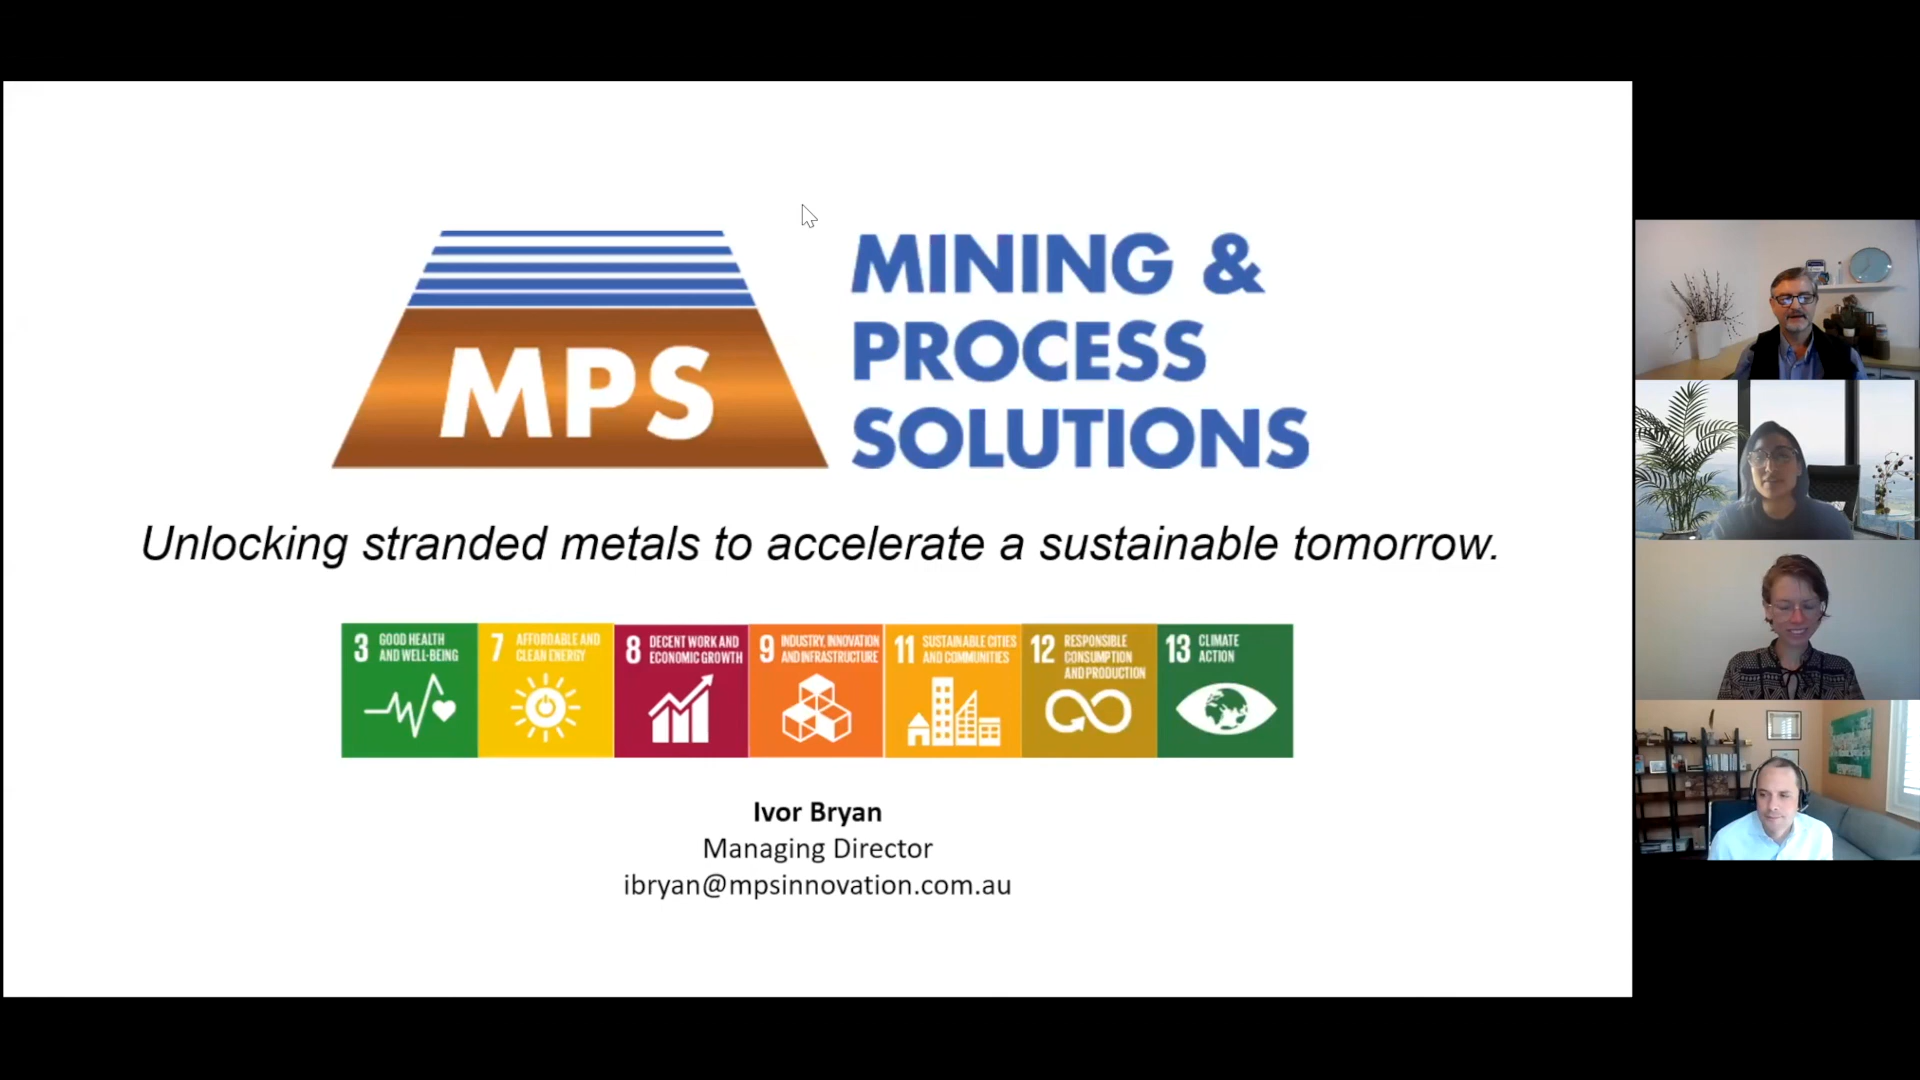 MPS
MINING &
PROCESS
SOLUTIONS
Unlocking stranded metals to accelerate a sustainable tomorrow.
3 GOOD HEALTH
AND WELL-BEING
7 AFFORDABLE AND
CLEAN ENERGY
8 DECENT WORK AND
ECONOMIC GROWTH
9 INDUSTRY, INNOVATION
AND INFRASTRUCTURE
11 SUSTAINABLE CITIES
AND COMMUNITIES
12 RESPONSIBLE
CONSUMPTION
AND PRODUCTION
13 CLIMATE
ACTION
Ivor Bryan
Managing Director
ibryan@mpsinnovation.com.au